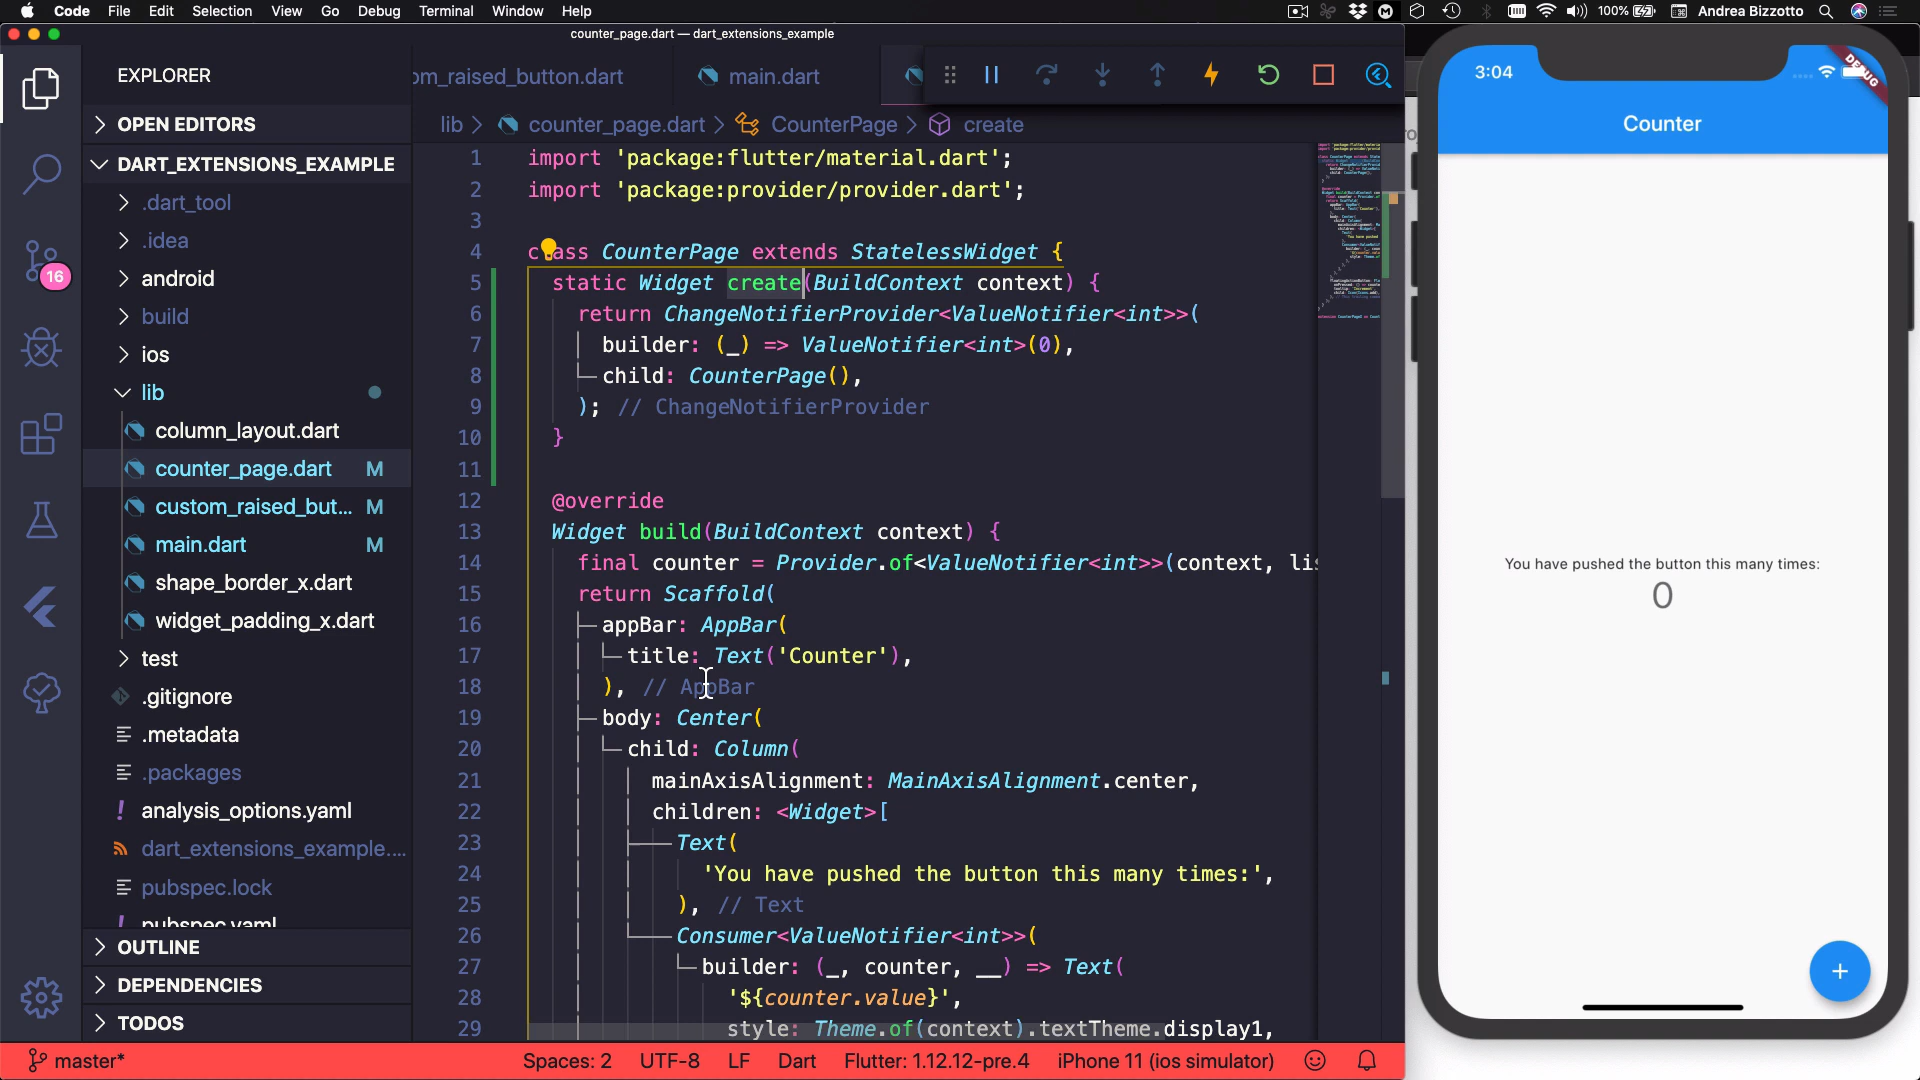 Code File Edit Selection View Go Debug Terminal Window Help
100% Andrea Bizzotto
counter_page.dart — dart_extensions_example
EXPLORER
OPEN EDITORS
DART_EXTENSIONS_EXAMPLE
.dart_tool
.idea
android
build
ios
lib
column_layout.dart
counter_page.dart M
custom_raised_but... M
main.dart M
shape_border_x.dart
widget_padding_x.dart
test
.gitignore
.metadata
.packages
! analysis_options.yaml
dart_extensions_example....
pubspec.lock
! pubspec.yaml
OUTLINE
DEPENDENCIES
TODOS
16
om_raised_button.dart main.dart
lib > counter_page.dart > CounterPage > create
1 import 'package:flutter/material.dart';
2 import 'package:provider/provider.dart';
3
4 class CounterPage extends StatelessWidget {
5 static Widget create(BuildContext context) {
6 return ChangeNotifierProvider<ValueNotifier<int>>(
7 builder: (_) => ValueNotifier<int>(0),
8 child: CounterPage(),
9 ); // ChangeNotifierProvider
10 }
11
12 @override
13 Widget build(BuildContext context) {
14 final counter = Provider.of<ValueNotifier<int>>(context, lis
15 return Scaffold(
16 appBar: AppBar(
17 title: Text('Counter'),
18 ), // AppBar
19 body: Center(
20 child: Column(
21 mainAxisAlignment: MainAxisAlignment.center,
22 children: <Widget>[
23 Text(
24 'You have pushed the button this many times:',
25 ), // Text
26 Consumer<ValueNotifier<int>>(
27 builder: (_, counter, __) => Text(
28 '${counter.value}',
29 style: Theme.of(context).textTheme.display1,
master* Spaces: 2 UTF-8 LF Dart Flutter: 1.12.12-pre.4 iPhone 11 (ios simulator)
3:04
DEBUG
Counter
You have pushed the button this many times:
0
+